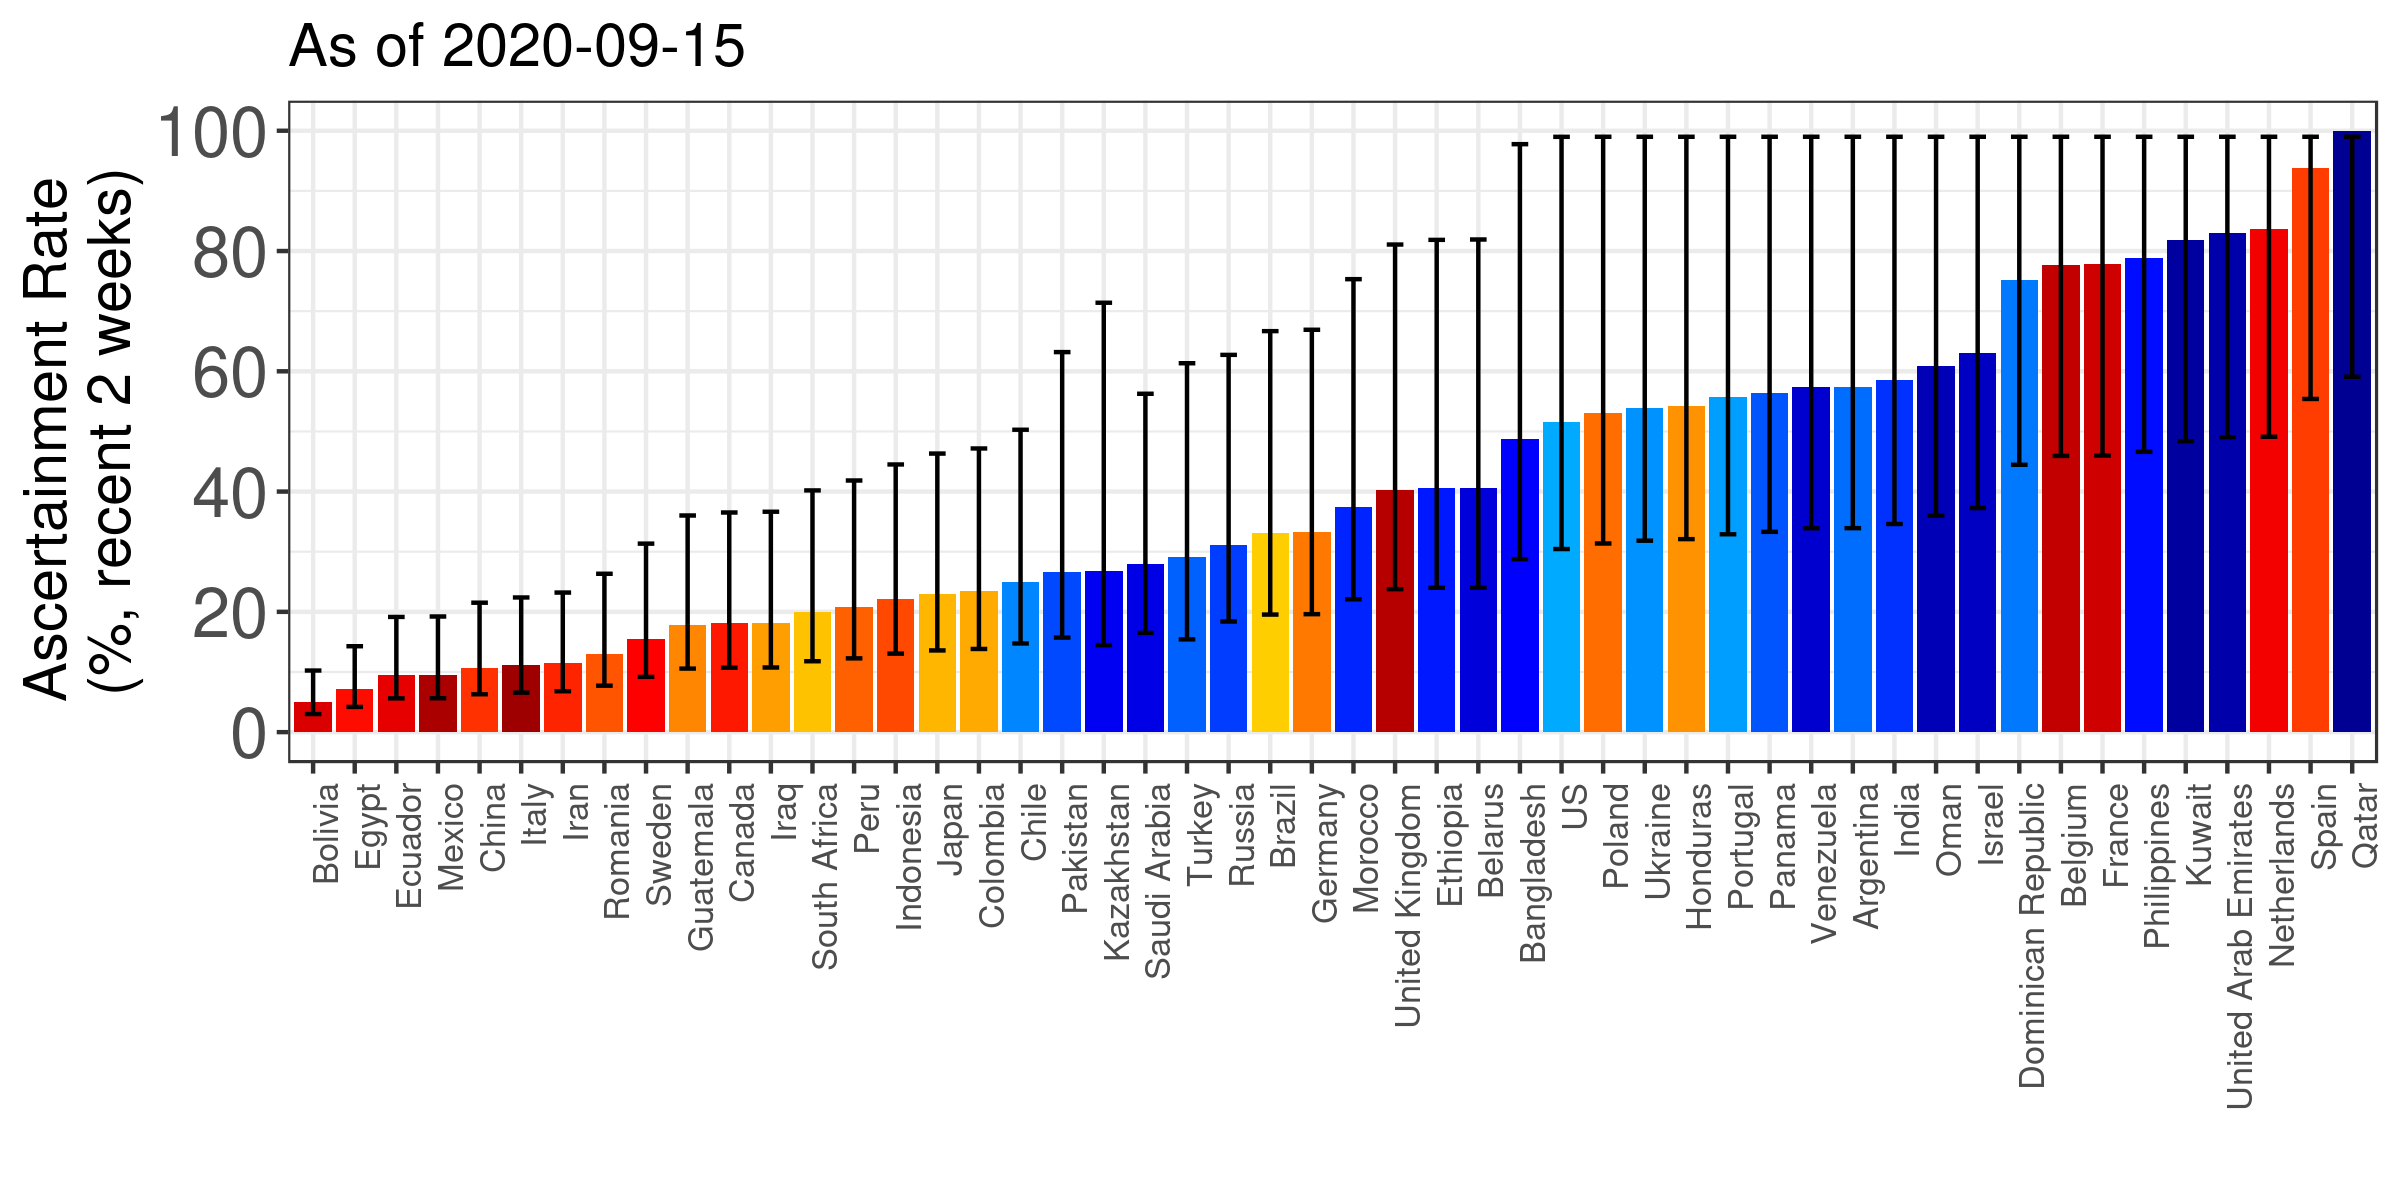 As of 2020-09-15
Ascertainment Rate
(%, recent 2 weeks)
100
80
60
40
20
0
Bolivia
Egypt
Ecuador
Mexico
China
Italy
Iran
Romania
Sweden
Guatemala
Canada
Iraq
South Africa
Peru
Indonesia
Japan
Colombia
Chile
Pakistan
Kazakhstan
Saudi Arabia
Turkey
Russia
Brazil
Germany
Morocco
United Kingdom
Ethiopia
Belarus
Bangladesh
US
Poland
Ukraine
Honduras
Portugal
Panama
Venezuela
Argentina
India
Oman
Israel
Dominican Republic
Belgium
France
Philippines
Kuwait
United Arab Emirates
Netherlands
Spain
Qatar